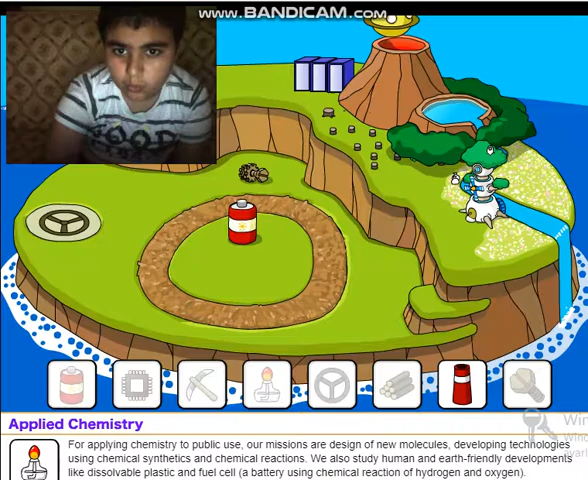 WWW.BANDICAM.COM
GOOD
Applied Chemistry
For applying chemistry to public use, our missions are design of new molecules, developing technologies
using chemical synthetics and chemical reactions. We also study human and earth-friendly developments
like dissolvable plastic and fuel cell (a battery using chemical reaction of hydrogen and oxygen).